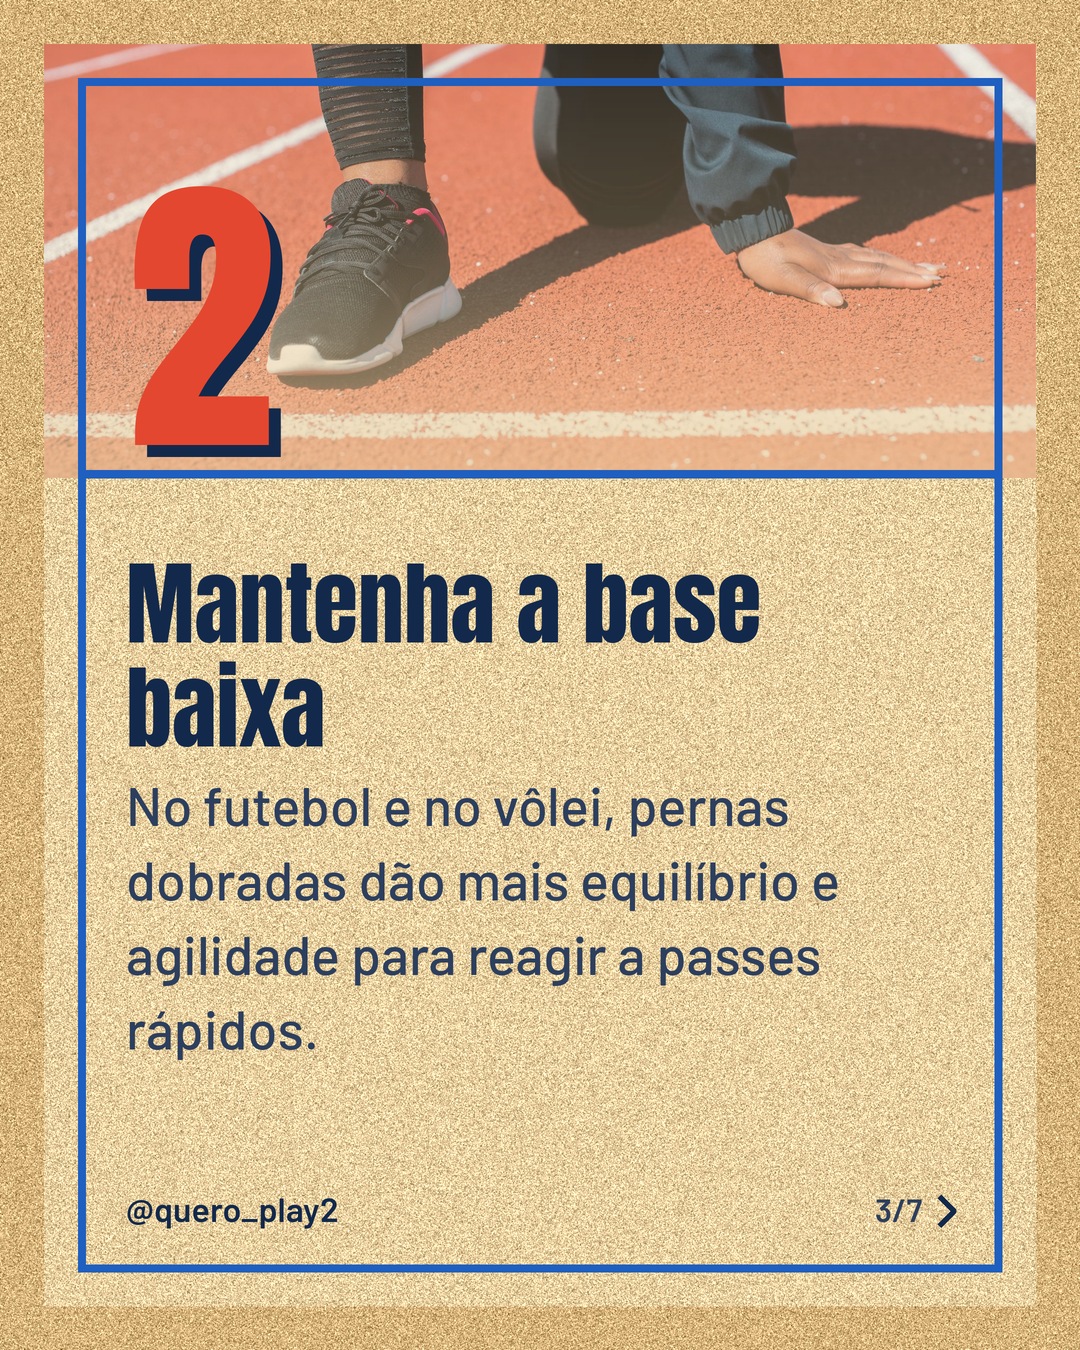 2
Mantenha a base
baixa
No futebol e no vôlei, pernas
dobradas dão mais equilíbrio e
agilidade para reagir a passes
rápidos.
@quero_play2
3/7